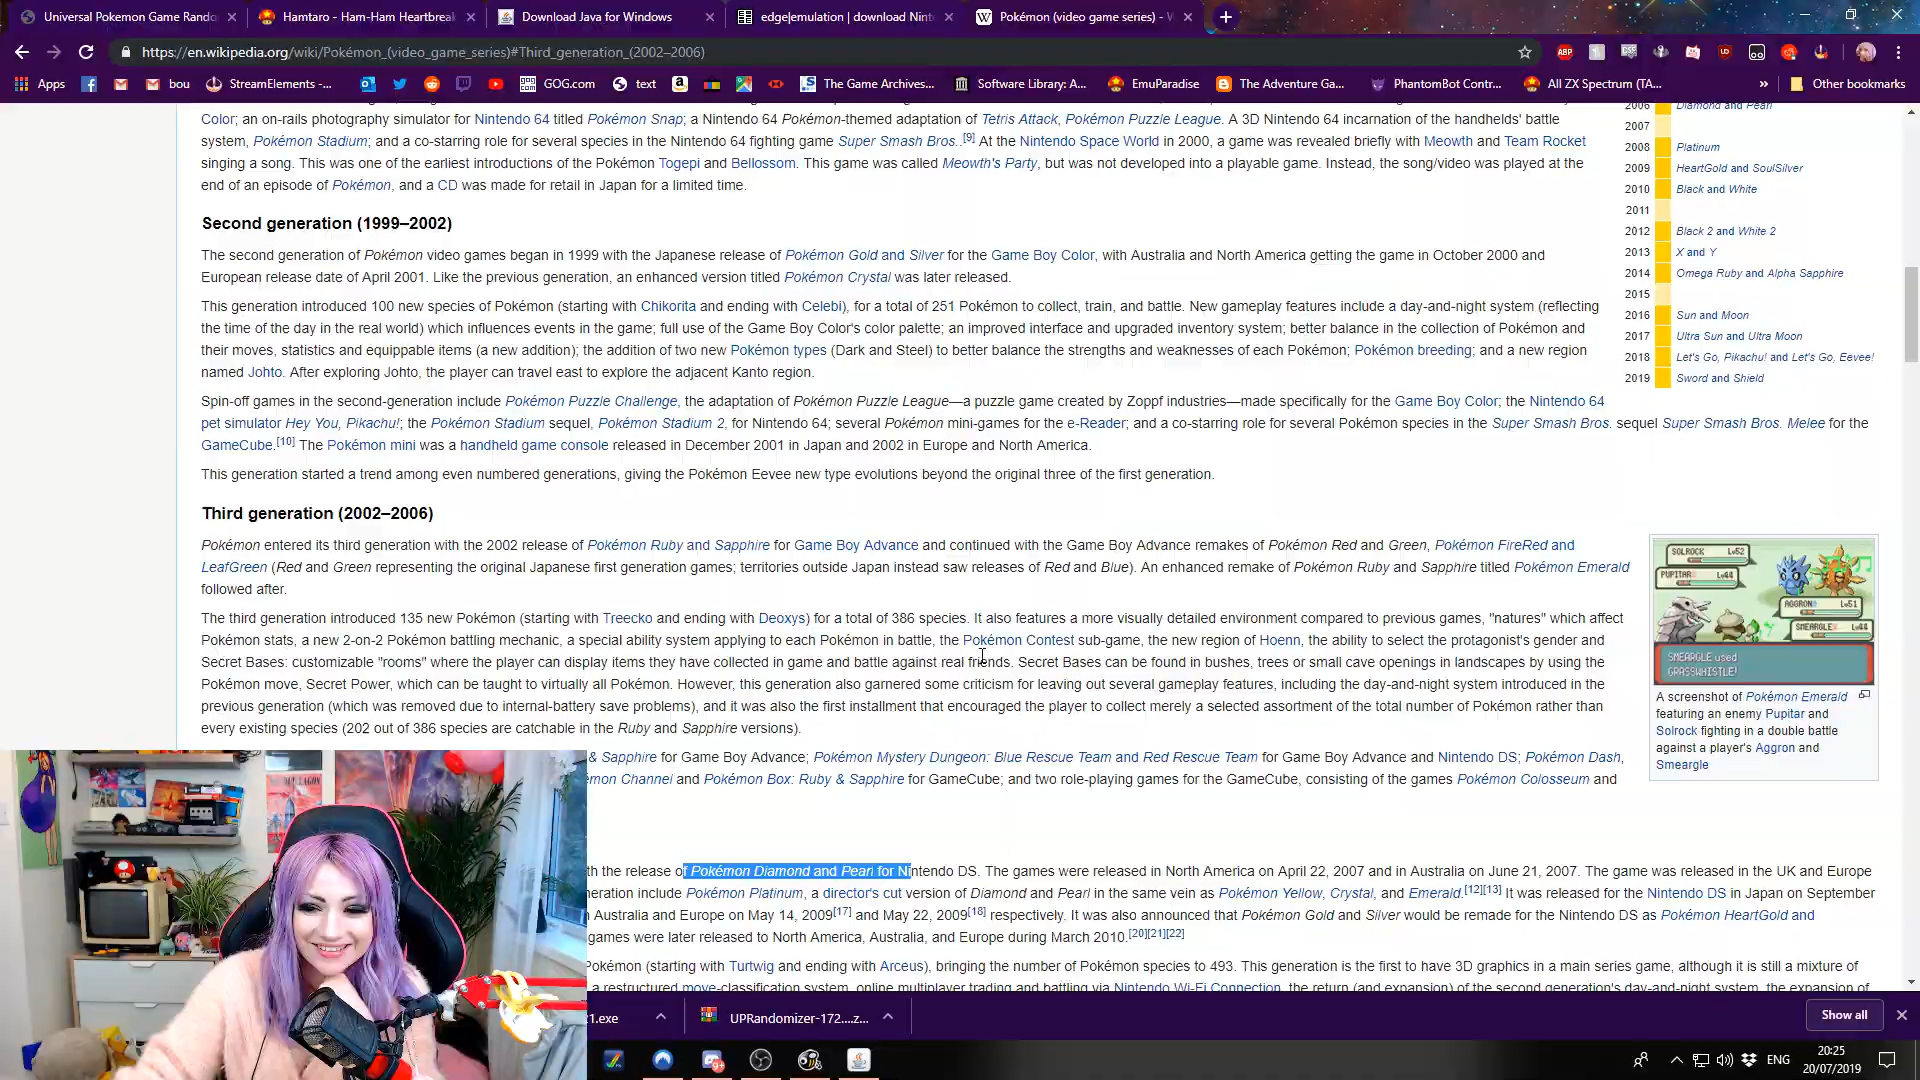 Universal Pokemon Game Rando
Hamtaro - Ham-Ham Heartbreak
Download Java for Windows
edge|emulation | download Nint
Pokémon (video game series) - W
https://en.wikipedia.org/wiki/Pokémon_(video_game_series)#Third_generation_(2002–2006)
Apps
bou
StreamElements -...
GOG.com
text
The Game Archives...
Software Library: A...
EmuParadise
The Adventure Ga...
PhantomBot Contr...
All ZX Spectrum (TA...
Other bookmarks
Color; an on-rails photography simulator for Nintendo 64 titled Pokémon Snap; a Nintendo 64 Pokémon-themed adaptation of Tetris Attack, Pokémon Puzzle League. A 3D Nintendo 64 incarnation of the handhelds' battle
system, Pokémon Stadium; and a co-starring role for several species in the Nintendo 64 fighting game Super Smash Bros..[9] At the Nintendo Space World in 2000, a game was revealed briefly with Meowth and Team Rocket
singing a song. This was one of the earliest introductions of the Pokémon Togepi and Bellossom. This game was called Meowth's Party, but was not developed into a playable game. Instead, the song/video was played at the
end of an episode of Pokémon, and a CD was made for retail in Japan for a limited time.
2006 Diamond and Pearl
2007
2008 Platinum
2009 HeartGold and SoulSilver
2010 Black and White
2011
2012 Black 2 and White 2
2013 X and Y
2014 Omega Ruby and Alpha Sapphire
2015
2016 Sun and Moon
2017 Ultra Sun and Ultra Moon
2018 Let's Go, Pikachu! and Let's Go, Eevee!
2019 Sword and Shield
Second generation (1999–2002)
The second generation of Pokémon video games began in 1999 with the Japanese release of Pokémon Gold and Silver for the Game Boy Color, with Australia and North America getting the game in October 2000 and
European release date of April 2001. Like the previous generation, an enhanced version titled Pokémon Crystal was later released.
This generation introduced 100 new species of Pokémon (starting with Chikorita and ending with Celebi), for a total of 251 Pokémon to collect, train, and battle. New gameplay features include a day-and-night system (reflecting
the time of the day in the real world) which influences events in the game; full use of the Game Boy Color's color palette; an improved interface and upgraded inventory system; better balance in the collection of Pokémon and
their moves, statistics and equippable items (a new addition); the addition of two new Pokémon types (Dark and Steel) to better balance the strengths and weaknesses of each Pokémon; Pokémon breeding; and a new region
named Johto. After exploring Johto, the player can travel east to explore the adjacent Kanto region.
Spin-off games in the second-generation include Pokémon Puzzle Challenge, the adaptation of Pokémon Puzzle League—a puzzle game created by Zoppf industries—made specifically for the Game Boy Color; the Nintendo 64
pet simulator Hey You, Pikachu!; the Pokémon Stadium sequel, Pokémon Stadium 2, for Nintendo 64; several Pokémon mini-games for the e-Reader; and a co-starring role for several Pokémon species in the Super Smash Bros. sequel Super Smash Bros. Melee for the
GameCube.[10] The Pokémon mini was a handheld game console released in December 2001 in Japan and 2002 in Europe and North America.
This generation started a trend among even numbered generations, giving the Pokémon Eevee new type evolutions beyond the original three of the first generation.
Third generation (2002–2006)
Pokémon entered its third generation with the 2002 release of Pokémon Ruby and Sapphire for Game Boy Advance and continued with the Game Boy Advance remakes of Pokémon Red and Green, Pokémon FireRed and
LeafGreen (Red and Green representing the original Japanese first generation games; territories outside Japan instead saw releases of Red and Blue). An enhanced remake of Pokémon Ruby and Sapphire titled Pokémon Emerald
followed after.
The third generation introduced 135 new Pokémon (starting with Treecko and ending with Deoxys) for a total of 386 species. It also features a more visually detailed environment compared to previous games, "natures" which affect
Pokémon stats, a new 2-on-2 Pokémon battling mechanic, a special ability system applying to each Pokémon in battle, the Pokémon Contest sub-game, the new region of Hoenn, the ability to select the protagonist's gender and
Secret Bases: customizable "rooms" where the player can display items they have collected in game and battle against real friends. Secret Bases can be found in bushes, trees or small cave openings in landscapes by using the
Pokémon move, Secret Power, which can be taught to virtually all Pokémon. However, this generation also garnered some criticism for leaving out several gameplay features, including the day-and-night system introduced in the
previous generation (which was removed due to internal-battery save problems), and it was also the first installment that encouraged the player to collect merely a selected assortment of the total number of Pokémon rather than
every existing species (202 out of 386 species are catchable in the Ruby and Sapphire versions).
SOLROCK Lv52
PUPITAR Lv44
AGGRON Lv51
SMEARGLE Lv44
SMEARGLE used
GRASSWHISTLE!
A screenshot of Pokémon Emerald
featuring an enemy Pupitar and
Solrock fighting in a double battle
against a player's Aggron and
Smeargle
& Sapphire for Game Boy Advance; Pokémon Mystery Dungeon: Blue Rescue Team and Red Rescue Team for Game Boy Advance and Nintendo DS; Pokémon Dash,
mon Channel and Pokémon Box: Ruby & Sapphire for GameCube; and two role-playing games for the GameCube, consisting of the games Pokémon Colosseum and
th the release of Pokémon Diamond and Pearl for Nintendo DS. The games were released in North America on April 22, 2007 and in Australia on June 21, 2007. The game was released in the UK and Europe
neration include Pokémon Platinum, a director's cut version of Diamond and Pearl in the same vein as Pokémon Yellow, Crystal, and Emerald.[12][13] It was released for the Nintendo DS in Japan on September
Australia and Europe on May 14, 2009[17] and May 22, 2009[18] respectively. It was also announced that Pokémon Gold and Silver would be remade for the Nintendo DS as Pokémon HeartGold and
games were later released to North America, Australia, and Europe during March 2010.[20][21][22]
Pokémon (starting with Turtwig and ending with Arceus), bringing the number of Pokémon species to 493. This generation is the first to have 3D graphics in a main series game, although it is still a mixture of
a restructured move-classification system, online multiplayer trading and battling via Nintendo Wi-Fi Connection, the return (and expansion) of the second generation's day-and-night system, the expansion of
1.exe
UPRandomizer-172....z...
Show all
ENG
20:25
20/07/2019